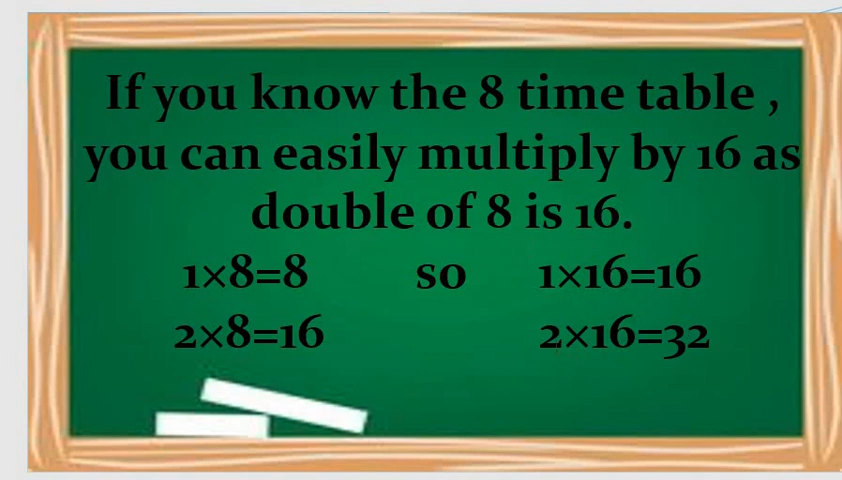 If you know the 8 time table ,
you can easily multiply by 16 as
double of 8 is 16.
1×8=8 so 1×16=16
2×8=16 2×16=32